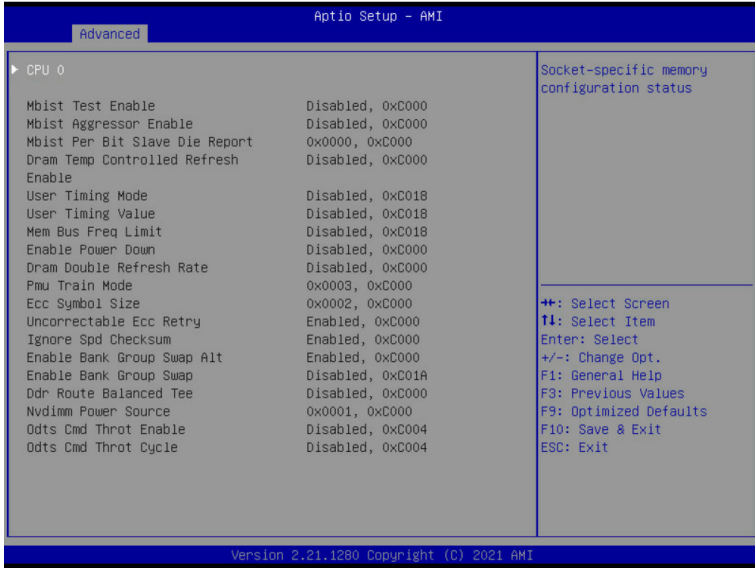 Aptio Setup - AMI
Advanced
▶ CPU 0
Mbist Test Enable Disabled, 0xC000
Mbist Aggressor Enable Disabled, 0xC000
Mbist Per Bit Slave Die Report 0x0000, 0xC000
Dram Temp Controlled Refresh Disabled, 0xC000
Enable
User Timing Mode Disabled, 0xC018
User Timing Value Disabled, 0xC018
Mem Bus Freq Limit Disabled, 0xC018
Enable Power Down Disabled, 0xC000
Dram Double Refresh Rate Disabled, 0xC000
Pmu Train Mode 0x0003, 0xC000
Ecc Symbol Size 0x0002, 0xC000
Uncorrectable Ecc Retry Enabled, 0xC000
Ignore Spd Checksum Enabled, 0xC000
Enable Bank Group Swap Alt Enabled, 0xC000
Enable Bank Group Swap Disabled, 0xC01A
Ddr Route Balanced Tee Disabled, 0xC000
Nvdimm Power Source 0x0001, 0xC000
Odts Cmd Throt Enable Disabled, 0xC004
Odts Cmd Throt Cycle Disabled, 0xC004
Socket-specific memory
configuration status
→←: Select Screen
↑↓: Select Item
Enter: Select
+/-: Change Opt.
F1: General Help
F3: Previous Values
F9: Optimized Defaults
F10: Save & Exit
ESC: Exit
Version 2.21.1280 Copyright (C) 2021 AMI